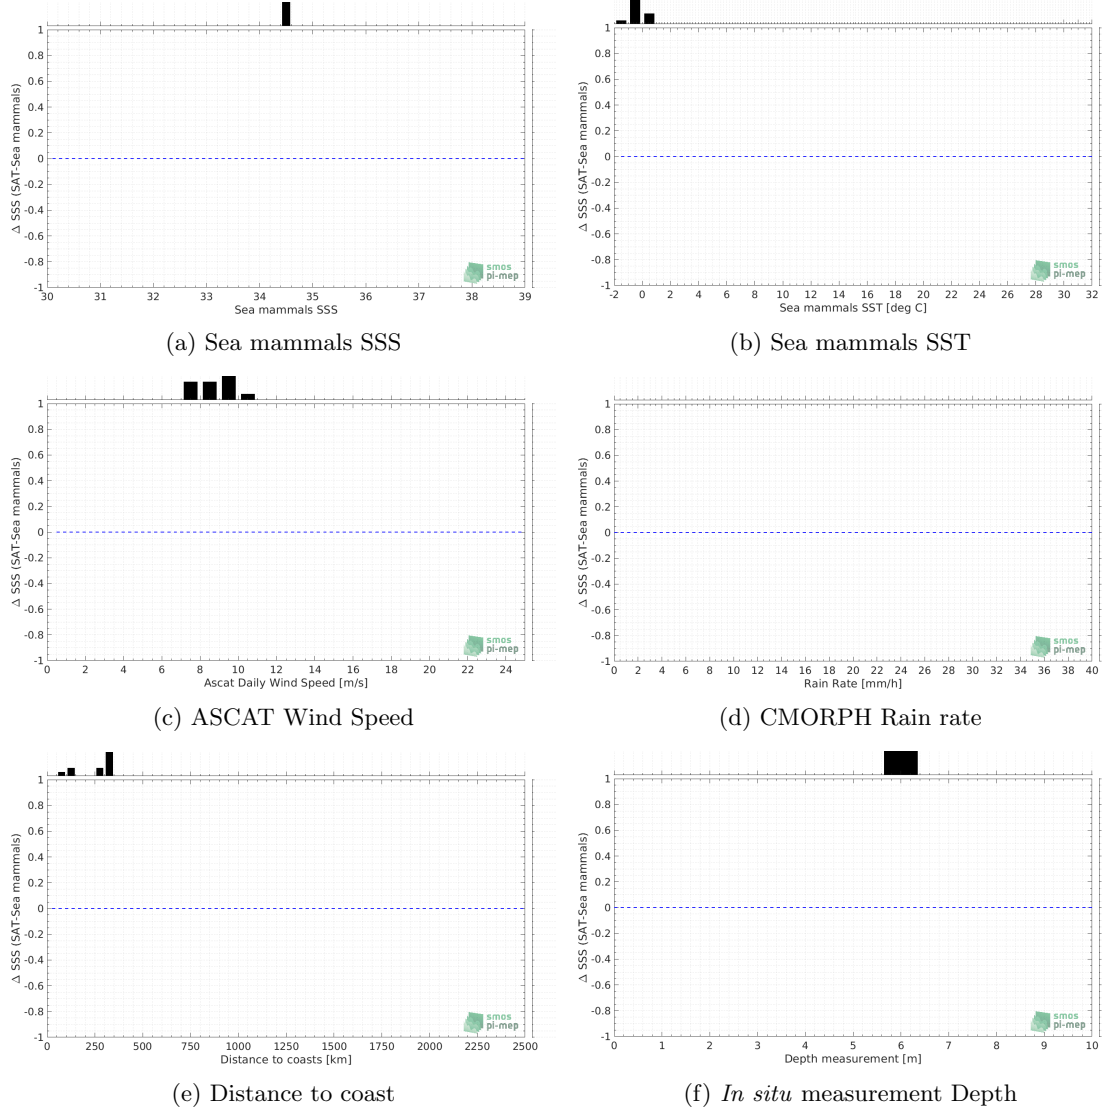 1
0.8
0.6
0.4
0.2
0
-0.2
-0.4
-0.6
-0.8
-1
Δ SSS (SAT-Sea mammals)
smos
pi-mep
30 31 32 33 34 35 36 37 38 39
Sea mammals SSS
(a) Sea mammals SSS
1
0.8
0.6
0.4
0.2
0
-0.2
-0.4
-0.6
-0.8
-1
Δ SSS (SAT-Sea mammals)
smos
pi-mep
-2 0 2 4 6 8 10 12 14 16 18 20 22 24 26 28 30 32
Sea mammals SST [deg C]
(b) Sea mammals SST
1
0.8
0.6
0.4
0.2
0
-0.2
-0.4
-0.6
-0.8
-1
Δ SSS (SAT-Sea mammals)
smos
pi-mep
0 2 4 6 8 10 12 14 16 18 20 22 24
Ascat Daily Wind Speed [m/s]
(c) ASCAT Wind Speed
1
0.8
0.6
0.4
0.2
0
-0.2
-0.4
-0.6
-0.8
-1
Δ SSS (SAT-Sea mammals)
smos
pi-mep
0 2 4 6 8 10 12 14 16 18 20 22 24 26 28 30 32 34 36 38 40
Rain Rate [mm/h]
(d) CMORPH Rain rate
1
0.8
0.6
0.4
0.2
0
-0.2
-0.4
-0.6
-0.8
-1
Δ SSS (SAT-Sea mammals)
smos
pi-mep
0 250 500 750 1000 1250 1500 1750 2000 2250 2500
Distance to coasts [km]
(e) Distance to coast
1
0.8
0.6
0.4
0.2
0
-0.2
-0.4
-0.6
-0.8
-1
Δ SSS (SAT-Sea mammals)
smos
pi-mep
0 1 2 3 4 5 6 7 8 9 10
Depth measurement [m]
(f) In situ measurement Depth